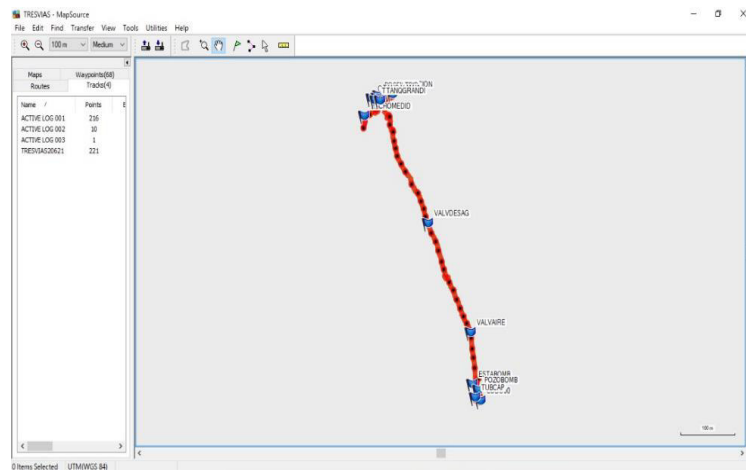 TRESVIAS - MapSource
File Edit Find Transfer View Tools Utilities Help
100 m Medium
Maps Waypoints(68)
Routes Tracks(4)
Name / Points E
ACTIVE LOG 001 216
ACTIVE LOG 002 10
ACTIVE LOG 003 1
TRESVIAS20621 221
TTANQGRANDI
CHOMEDIO
VALVDESAG
VALVAIRE
ESTABOMB
POZOBOMB
TUBCAP
100 m
0 Items Selected UTM(WGS 84)